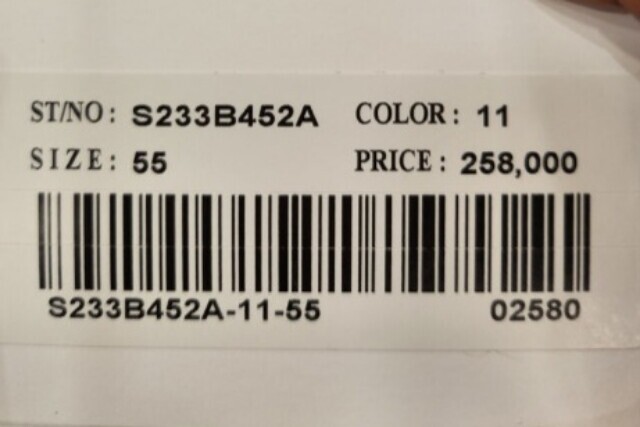 ST/NO: S233B452A COLOR: 11
SIZE: 55 PRICE: 258,000
S233B452A-11-55 02580